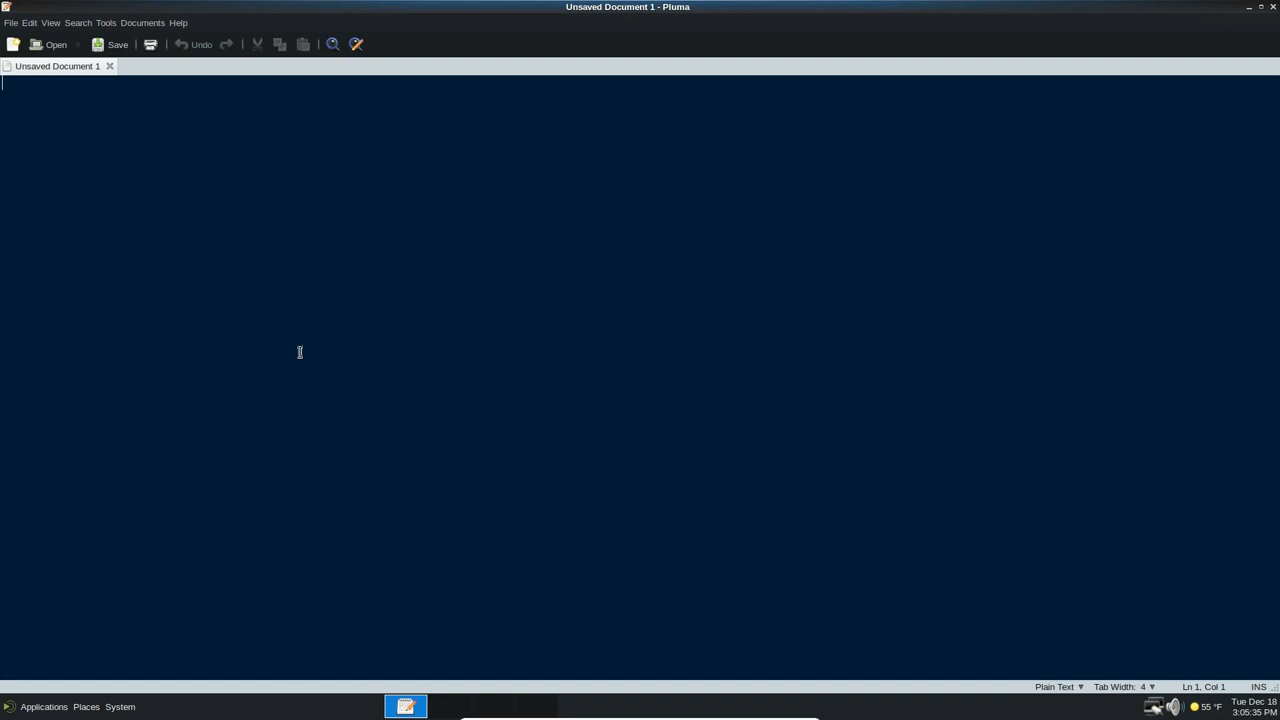 Unsaved Document 1 - Pluma
File Edit View Search Tools Documents Help
Open Save Undo
Unsaved Document 1
Plain Text Tab Width: 4 Ln 1, Col 1 INS
Applications Places System
55 °F
Tue Dec 18
3:05:35 PM